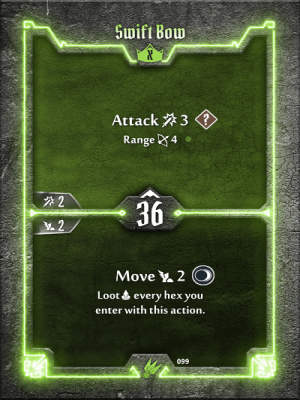 Swift Bow
X
Attack 3 ?
Range 4
2
36
2
Move 2
Loot every hex you
enter with this action.
099